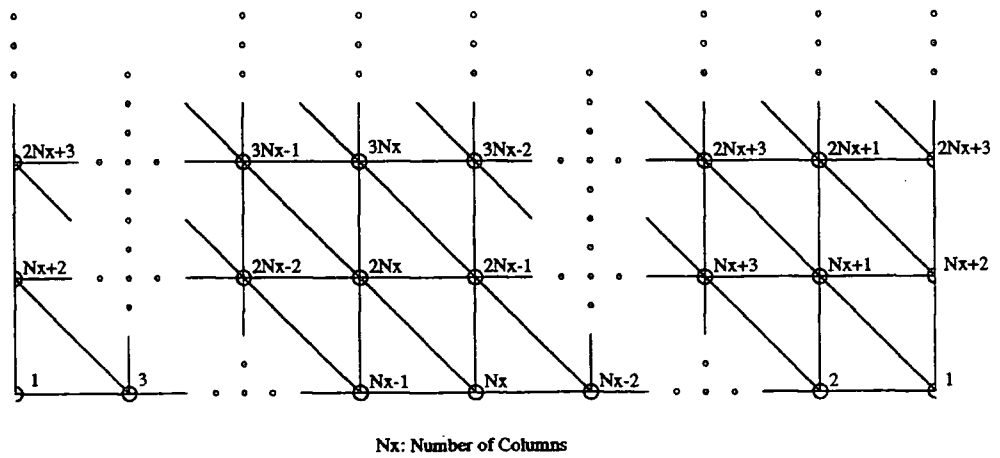 2Nx+3 3Nx-1 3Nx 3Nx-2 2Nx+3 2Nx+1 2Nx+3
Nx+2 2Nx-2 2Nx 2Nx-1 Nx+3 Nx+1 Nx+2
1 3 Nx-1 Nx Nx-2 2 1
Nx: Number of Columns